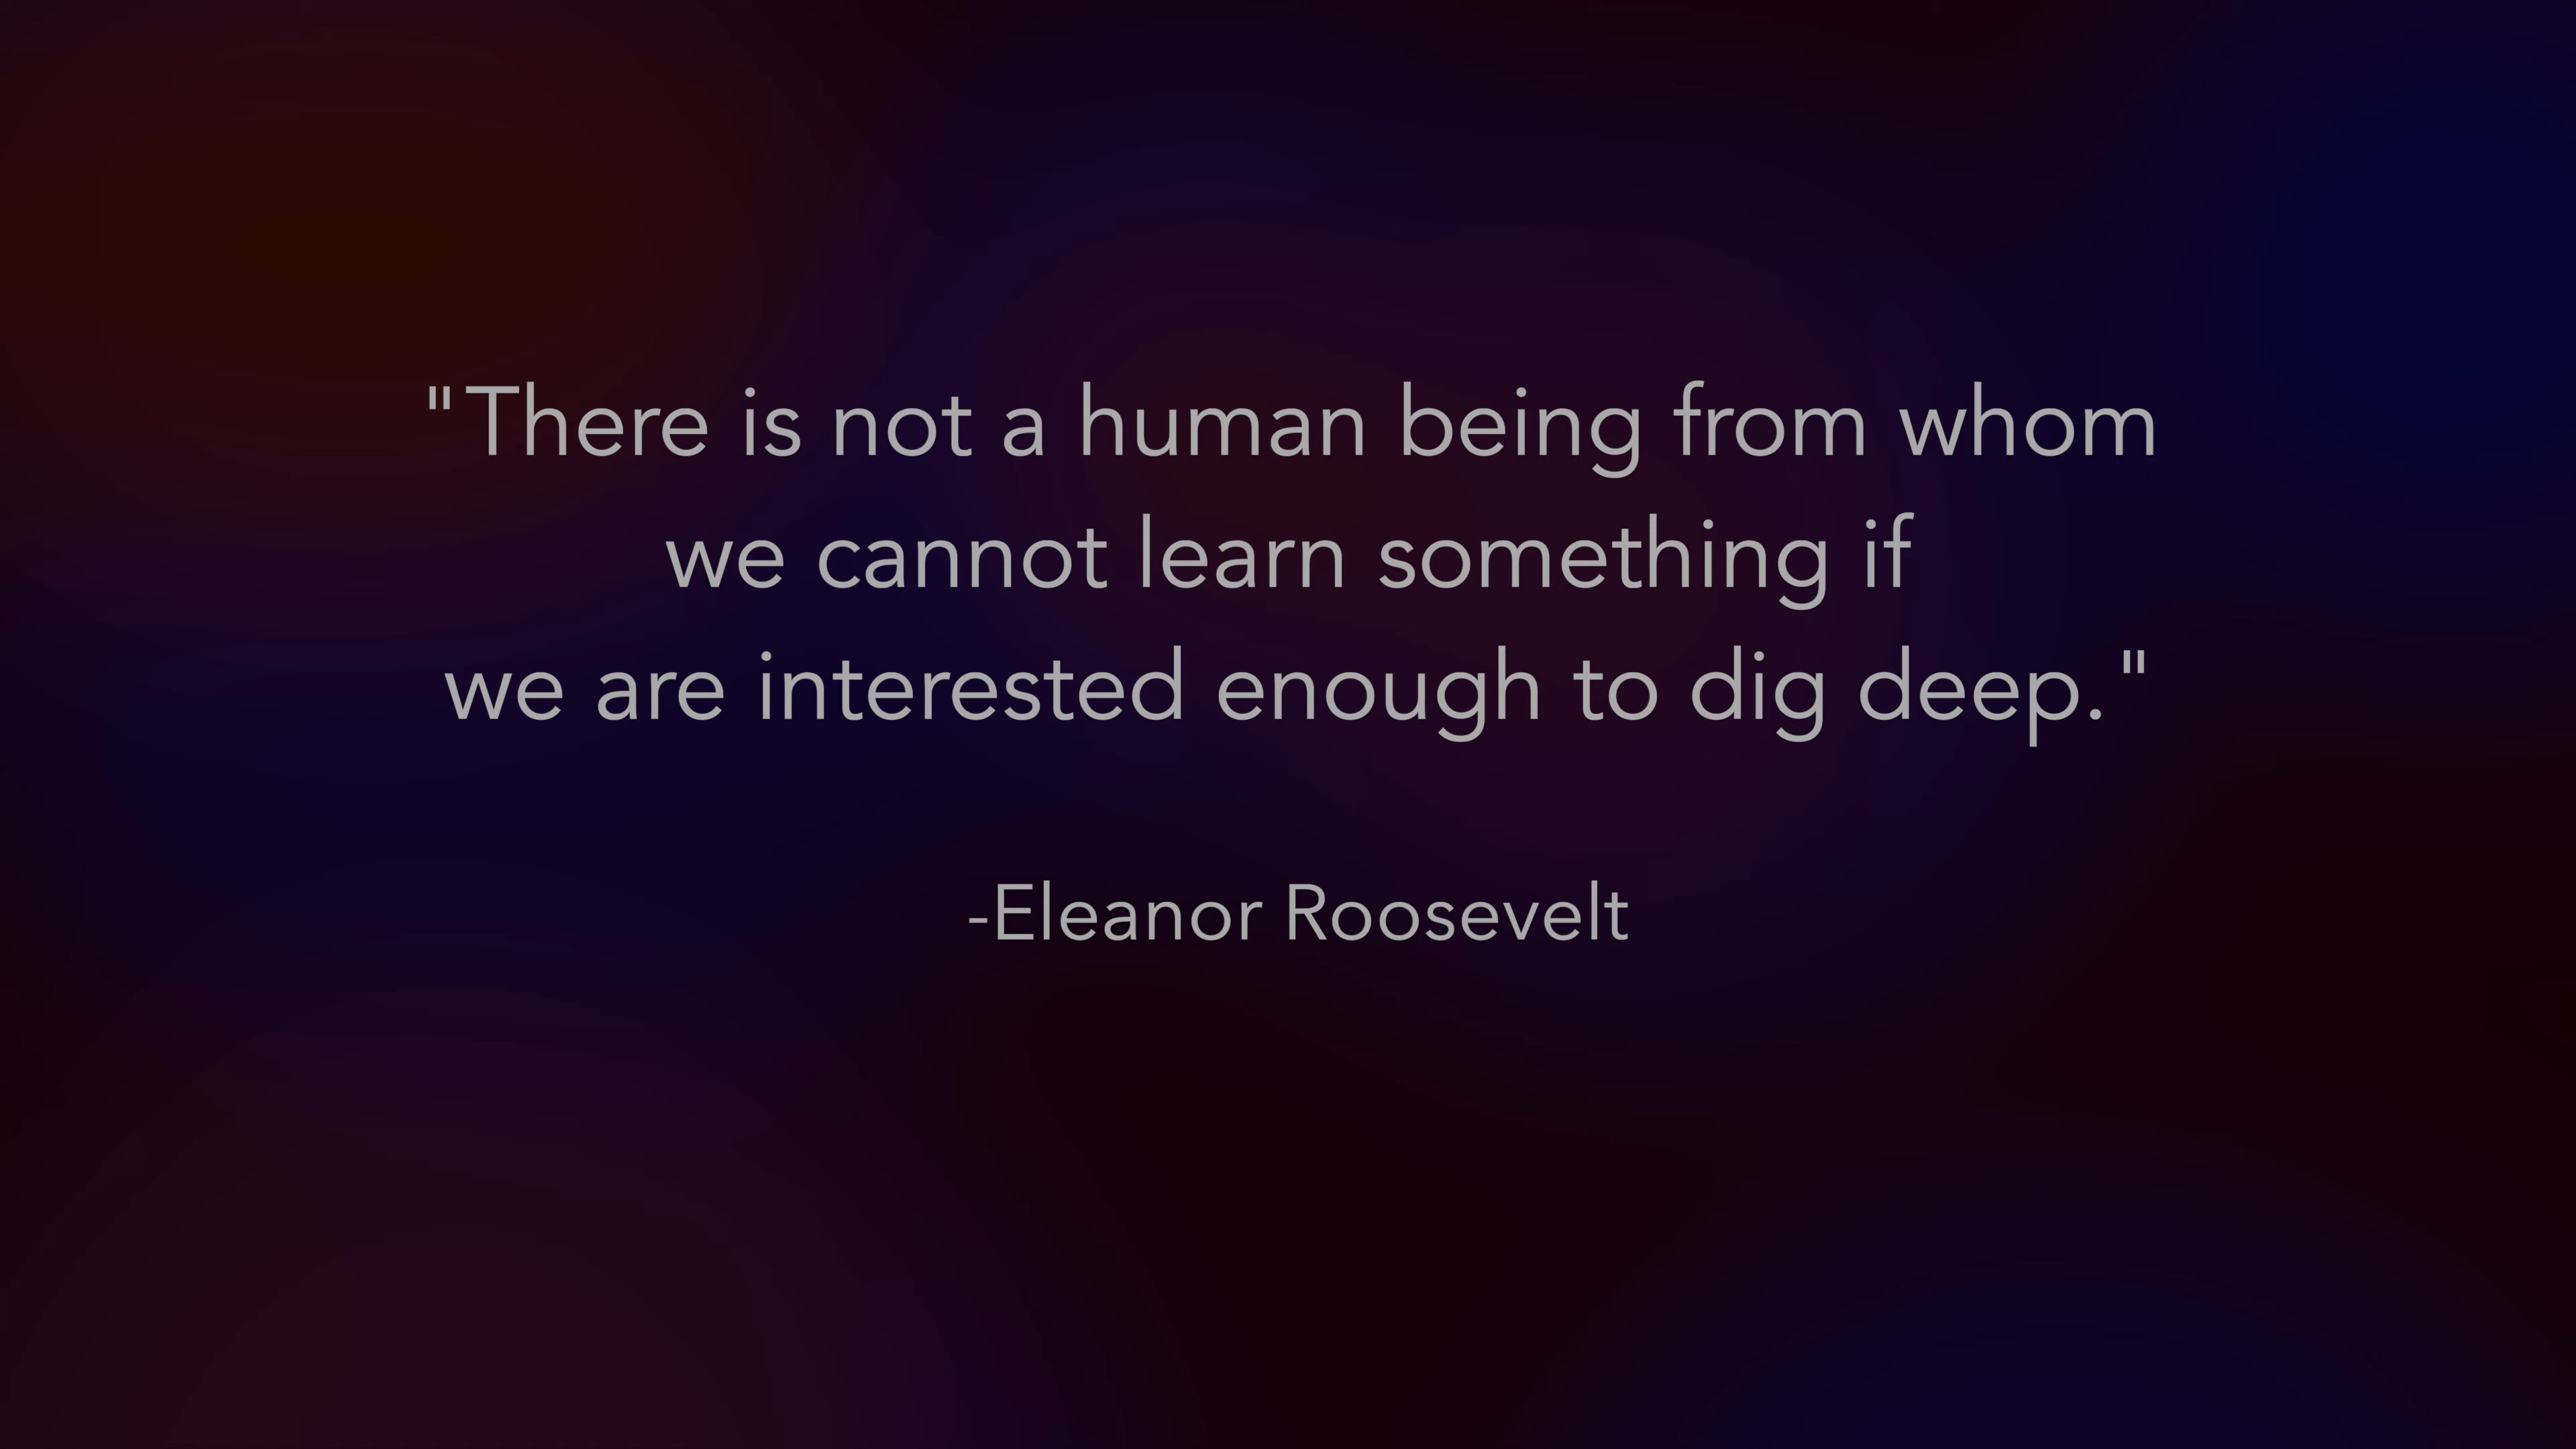 "There is not a human being from whom
we cannot learn something if
we are interested enough to dig deep."
-Eleanor Roosevelt